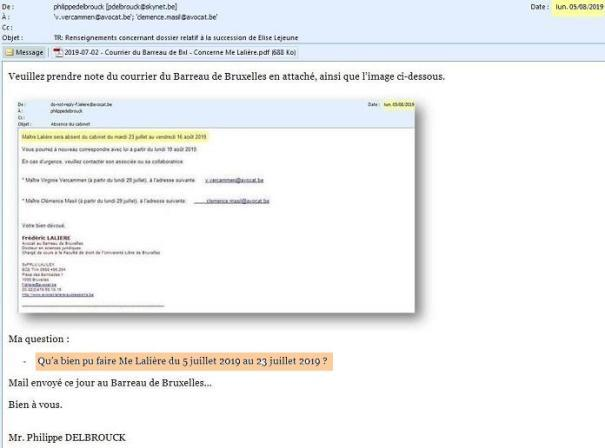 De : philippedelbrouck [pdelbrouck@skynet.be] Date : lun. 05/08/2019
À : 'v.vercammen@avocat.be'; 'clemence.masil@avocat.be'
Cc :
Objet : TR: Renseignements concernant dossier relatif à la succession de Elise Lejeune
Message 2019-07-02 - Courrier du Barreau de Bxl - Concerne Me Lalière.pdf (688 Ko)
Veuillez prendre note du courrier du Barreau de Bruxelles en attaché, ainsi que l'image ci-dessous.
De : do-not-reply-f.laliere@avocat.be Date : lun. 05/08/2019
À : philippedelbrouck
Cc :
Objet : Absence du cabinet
Maître Lalière sera absent du cabinet du mardi 23 juillet au vendredi 16 août 2019.
Vous pourrez à nouveau correspondre avec lui à partir du lundi 19 août 2019.
En cas d'urgence, veuillez contacter son associée ou sa collaboratrice:
* Maître Virginie Vercammen (à partir du lundi 29 juillet), à l'adresse suivante: v.vercammen@avocat.be
* Maître Clémence Masil (à partir du lundi 29 juillet), à l'adresse suivante: clemence.masil@avocat.be
Votre bien dévoué,
Frédéric LALIERE
Avocat au Barreau de Bruxelles
Docteur en sciences juridiques
Chargé de cours à la Faculté de droit de l'Université Libre de Bruxelles
Place des Barricades 1
1000 Bruxelles
f.laliere@avocat.be
Ma question :
- Qu'a bien pu faire Me Lalière du 5 juillet 2019 au 23 juillet 2019 ?
Mail envoyé ce jour au Barreau de Bruxelles...
Bien à vous.
Mr. Philippe DELBROUCK